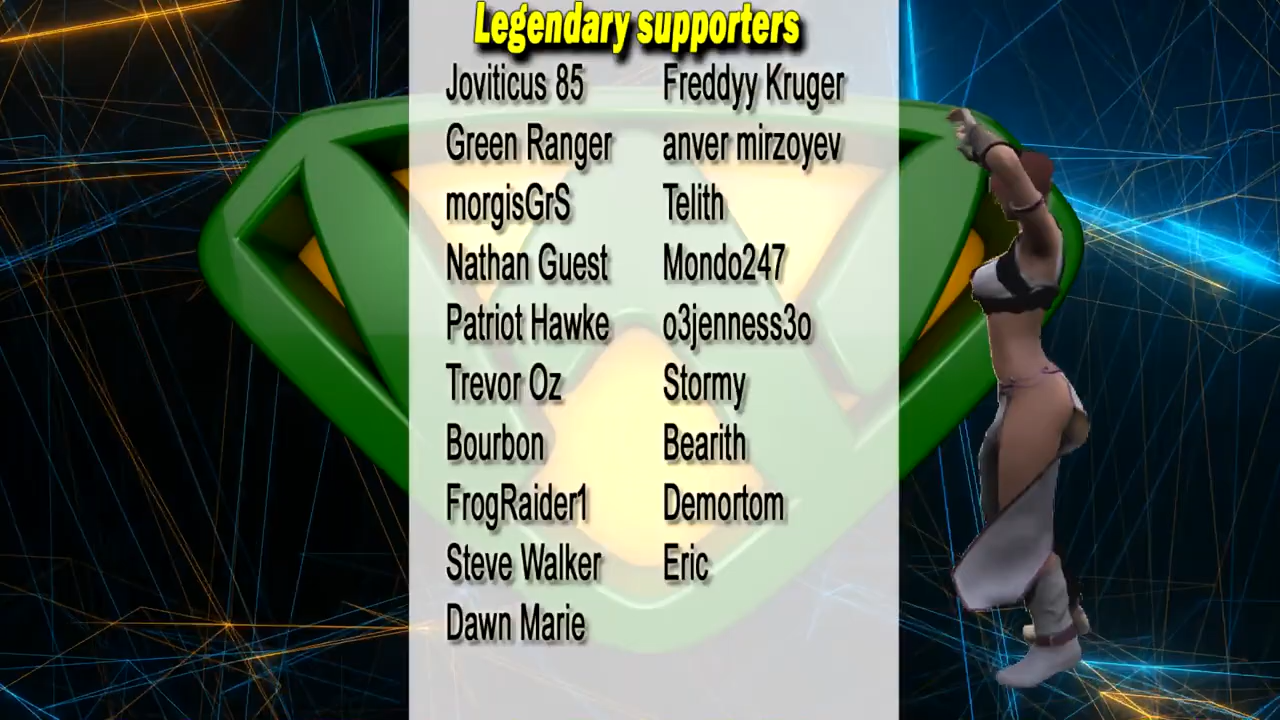 Legendary supporters
Joviticus 85
Green Ranger
morgisGrS
Nathan Guest
Patriot Hawke
Trevor Oz
Bourbon
FrogRaider1
Steve Walker
Dawn Marie
Freddyy Kruger
anver mirzoyev
Telith
Mondo247
o3jenness3o
Stormy
Bearith
Demortom
Eric